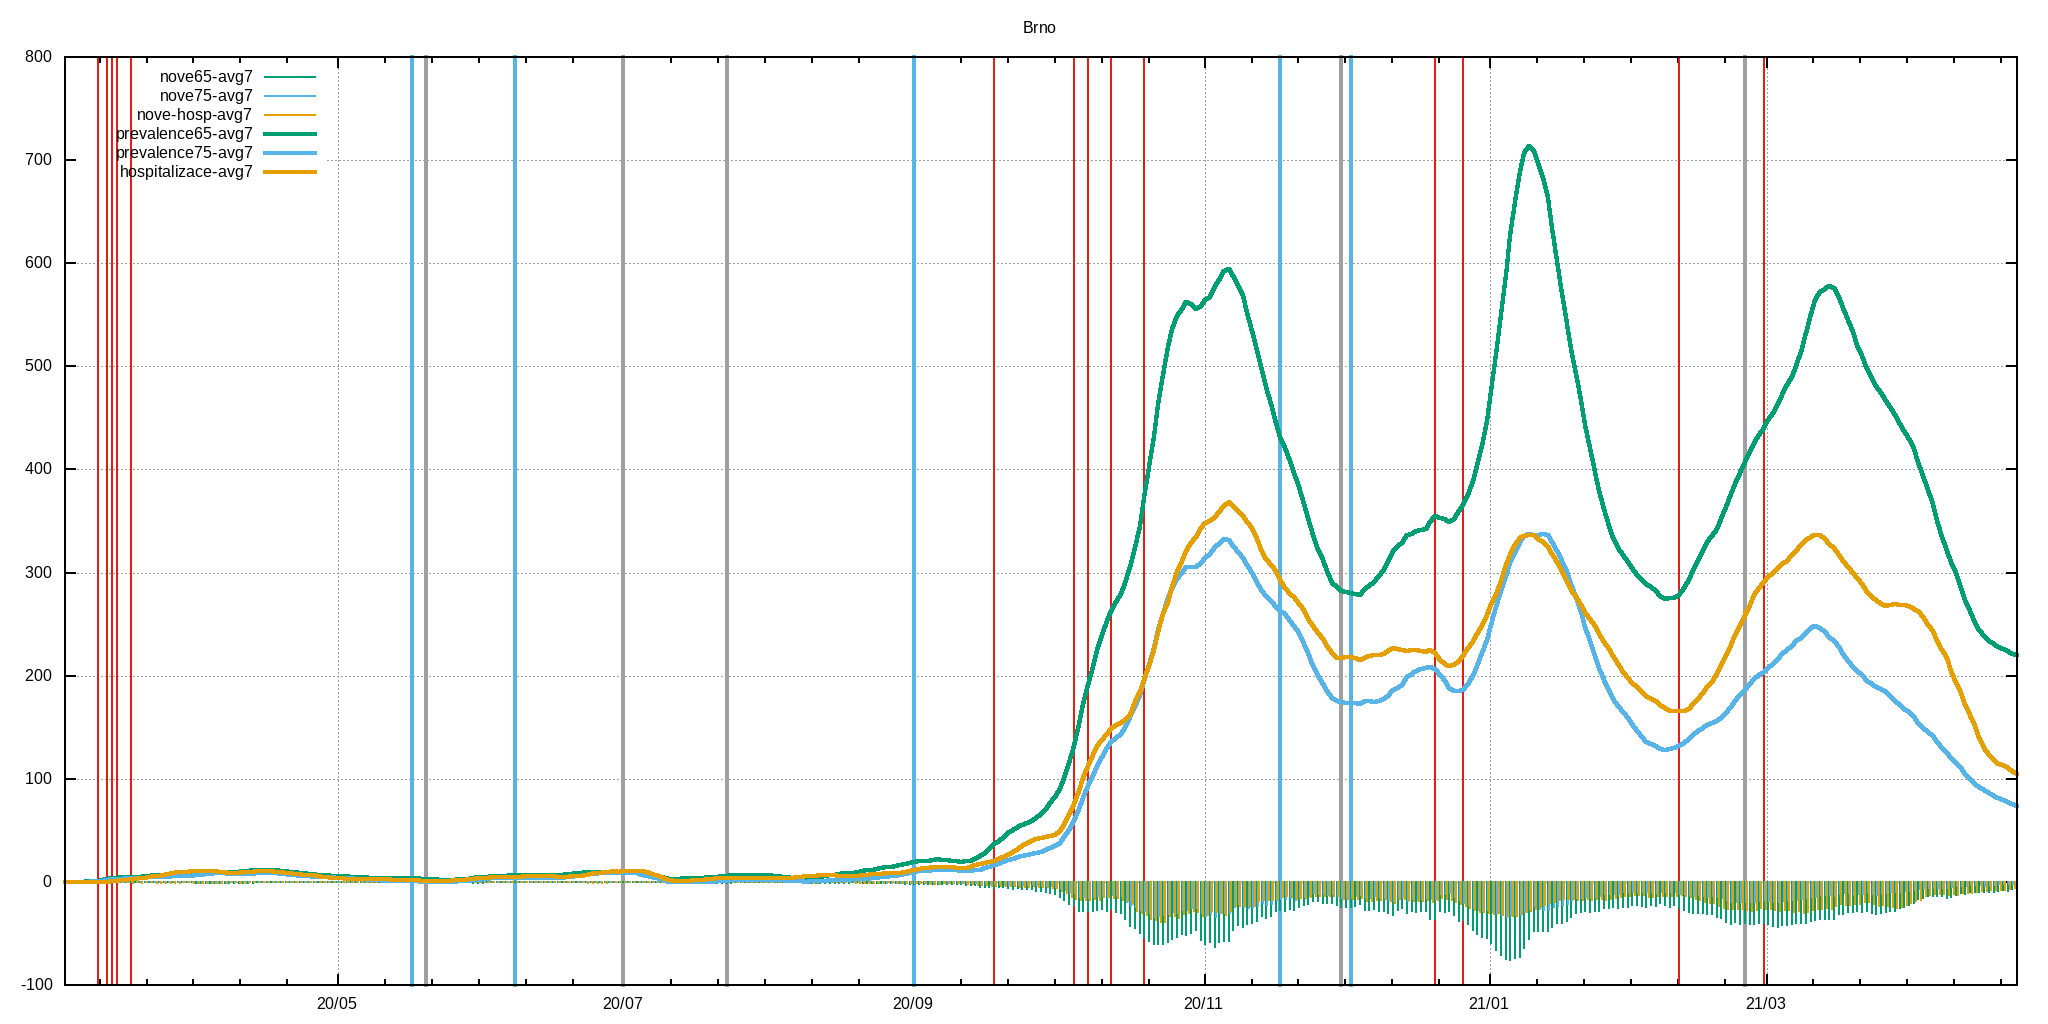 Brno
800
700
600
500
400
300
200
100
0
-100
nove65-avg7
nove75-avg7
nove-hosp-avg7
prevalence65-avg7
prevalence75-avg7
hospitalizace-avg7
20/05 20/07 20/09 20/11 21/01 21/03